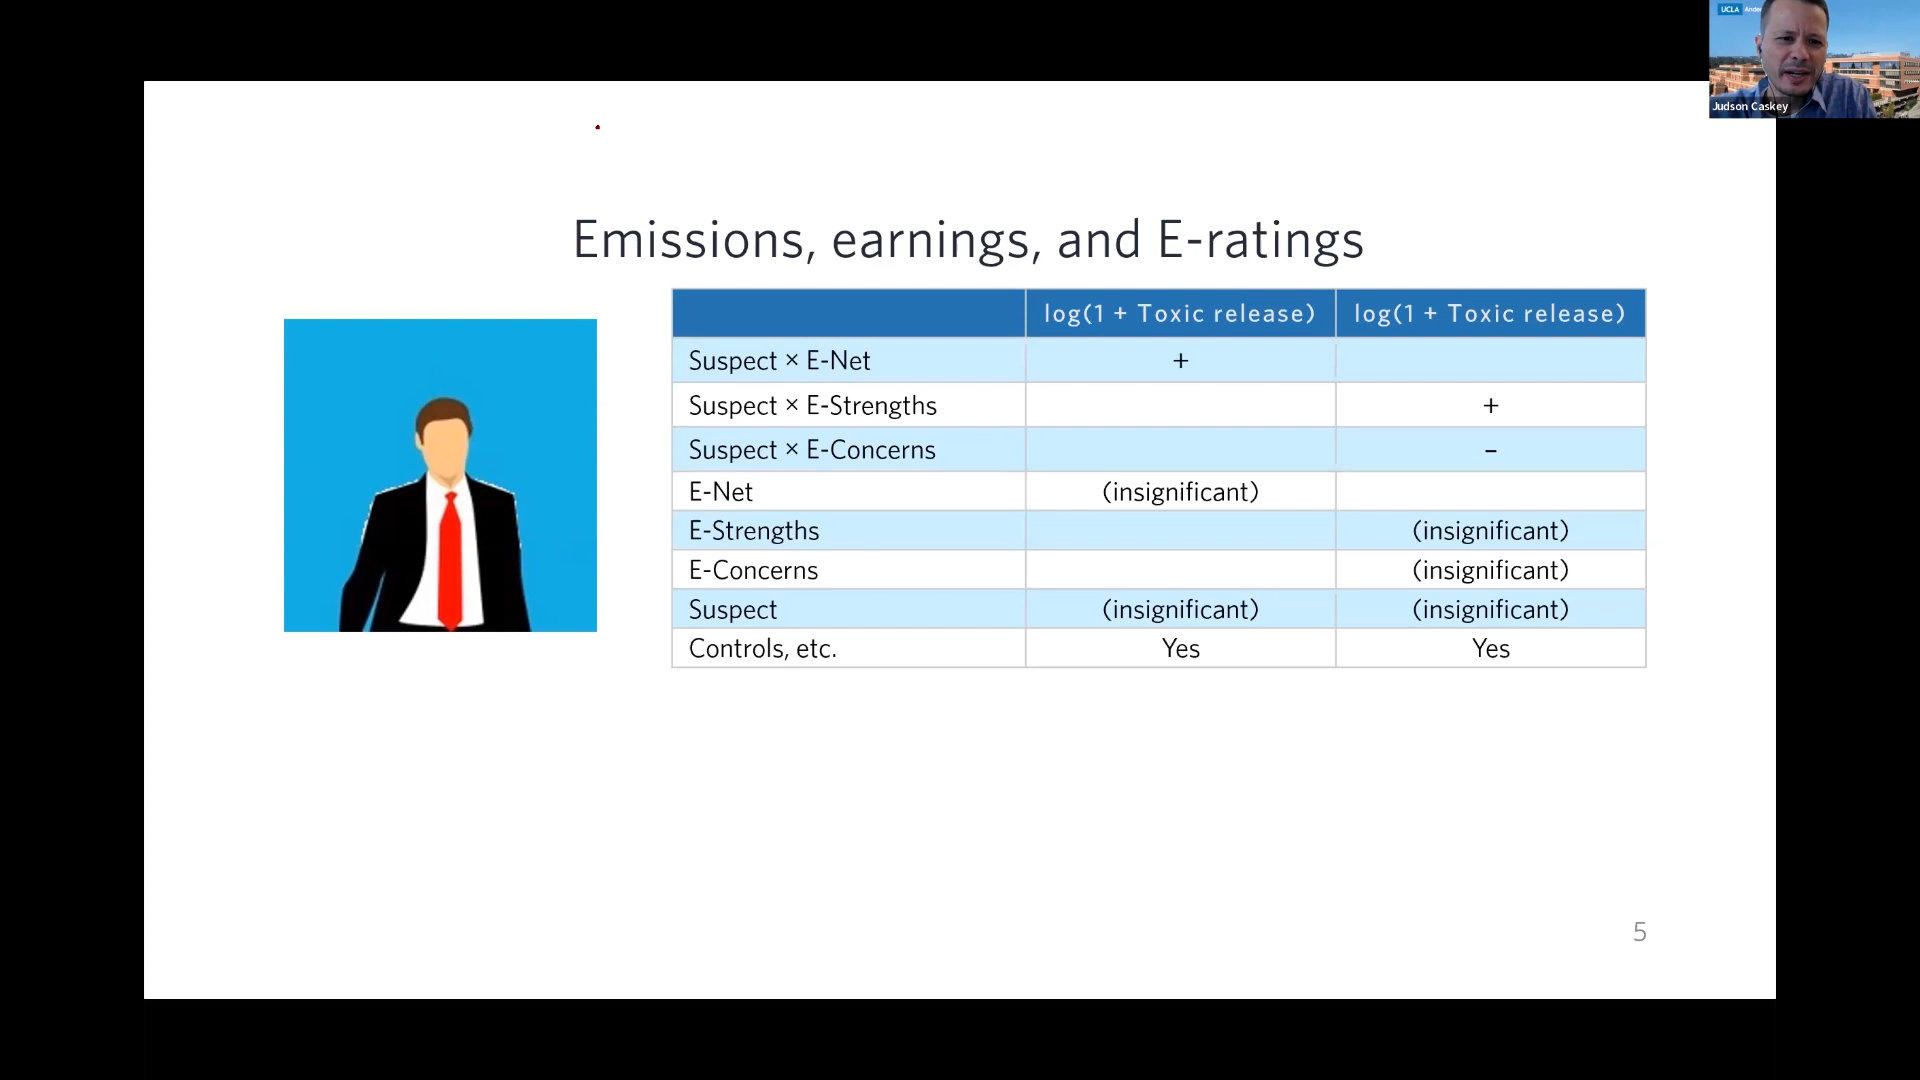 UCLA Ande
Judson Caskey
Emissions, earnings, and E-ratings
log(1 + Toxic release) log(1 + Toxic release)
Suspect × E-Net +
Suspect × E-Strengths +
Suspect × E-Concerns –
E-Net (insignificant)
E-Strengths (insignificant)
E-Concerns (insignificant)
Suspect (insignificant) (insignificant)
Controls, etc. Yes Yes
5